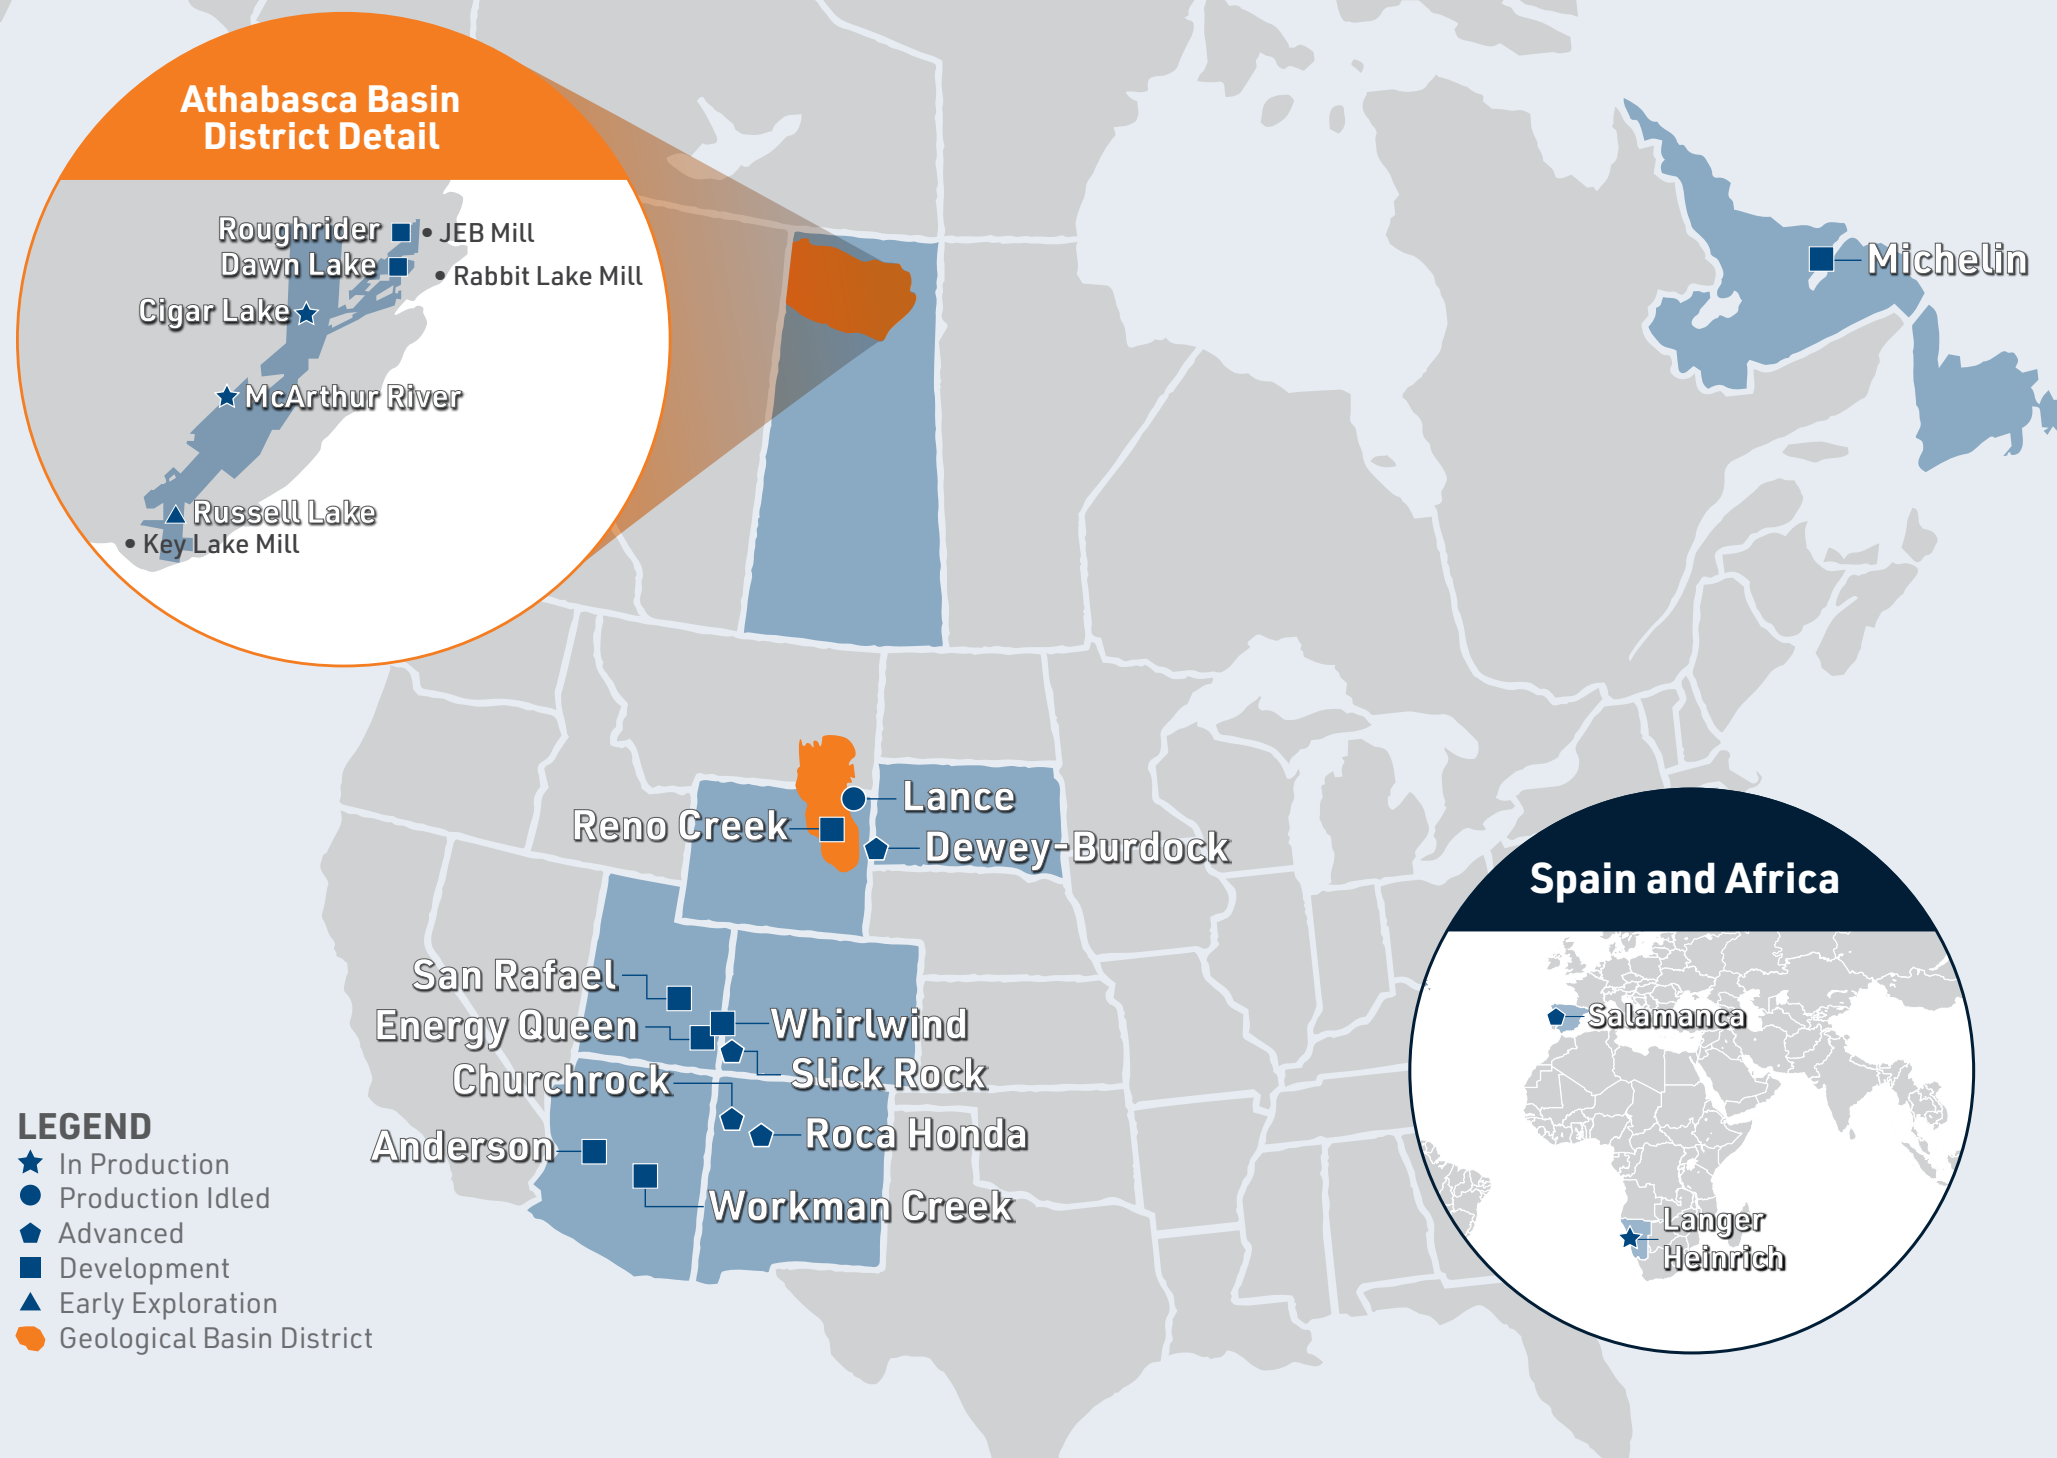 Athabasca Basin
District Detail
Roughrider
JEB Mill
Dawn Lake
Rabbit Lake Mill
Cigar Lake
McArthur River
Russell Lake
Key Lake Mill
Michelin
Lance
Reno Creek
Dewey-Burdock
San Rafael
Energy Queen
Whirlwind
Slick Rock
Churchrock
Roca Honda
Anderson
Workman Creek
Spain and Africa
Salamanca
Langer
Heinrich
LEGEND
In Production
Production Idled
Advanced
Development
Early Exploration
Geological Basin District